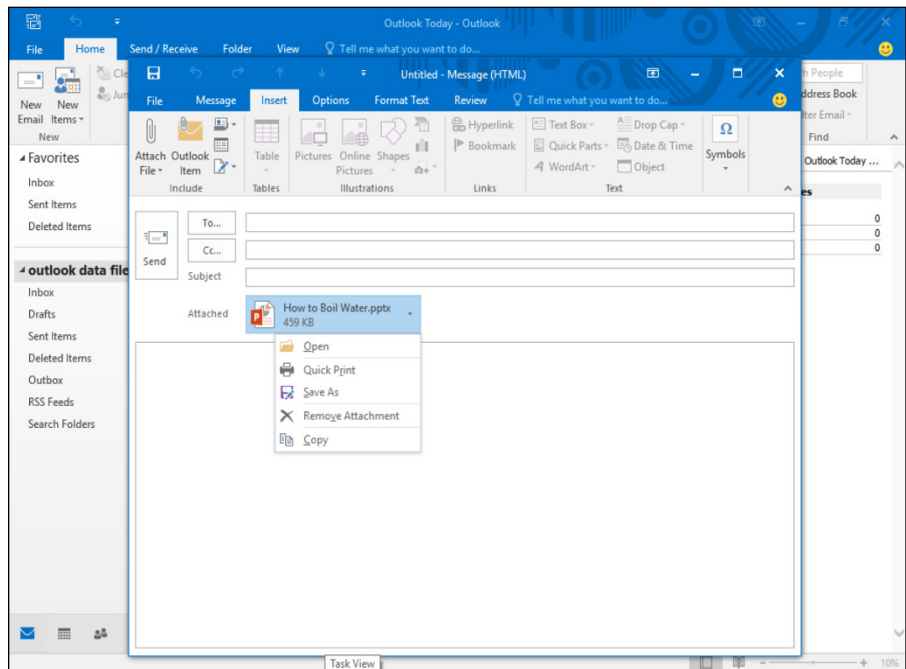 Outlook Today - Outlook
File Home Send / Receive Folder View Tell me what you want to do...
New Email
New Items
New
Find
Address Book
Untitled - Message (HTML)
File Message Insert Options Format Text Review Tell me what you want to do...
Attach File
Outlook Item
Include
Table
Tables
Pictures
Online Pictures
Shapes
Illustrations
Hyperlink
Bookmark
Links
Text Box
Quick Parts
WordArt
Drop Cap
Date & Time
Object
Text
Ω
Symbols
Favorites
Inbox
Sent Items
Deleted Items
outlook data file
Inbox
Drafts
Sent Items
Deleted Items
Outbox
RSS Feeds
Search Folders
Send
To...
Cc...
Subject
Attached
How to Boil Water.pptx
459 KB
Open
Quick Print
Save As
Remove Attachment
Copy
Outlook Today ...
0
0
0
Task View
10%